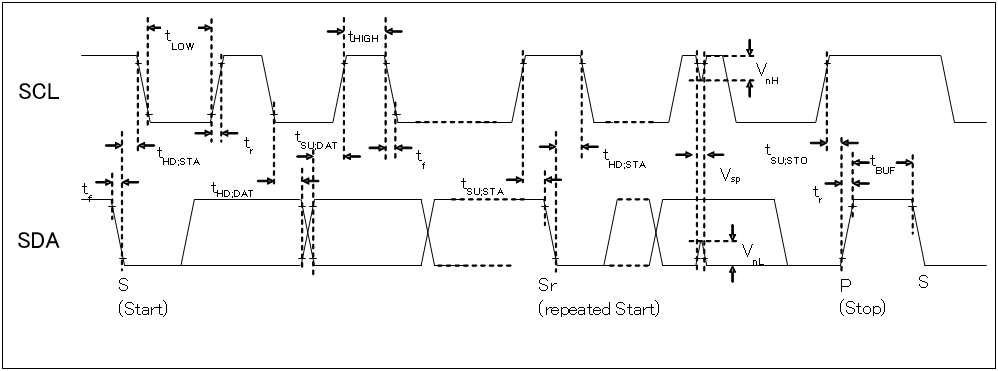 tLOW
tHIGH
VnH
SCL
tHD;STA
tr
tSU;DAT
tf
tHD;STA
tSU;STO
tBUF
tf
tHD;DAT
tSU;STA
Vsp
tr
SDA
VnL
S
(Start)
Sr
(repeated Start)
P
(Stop)
S